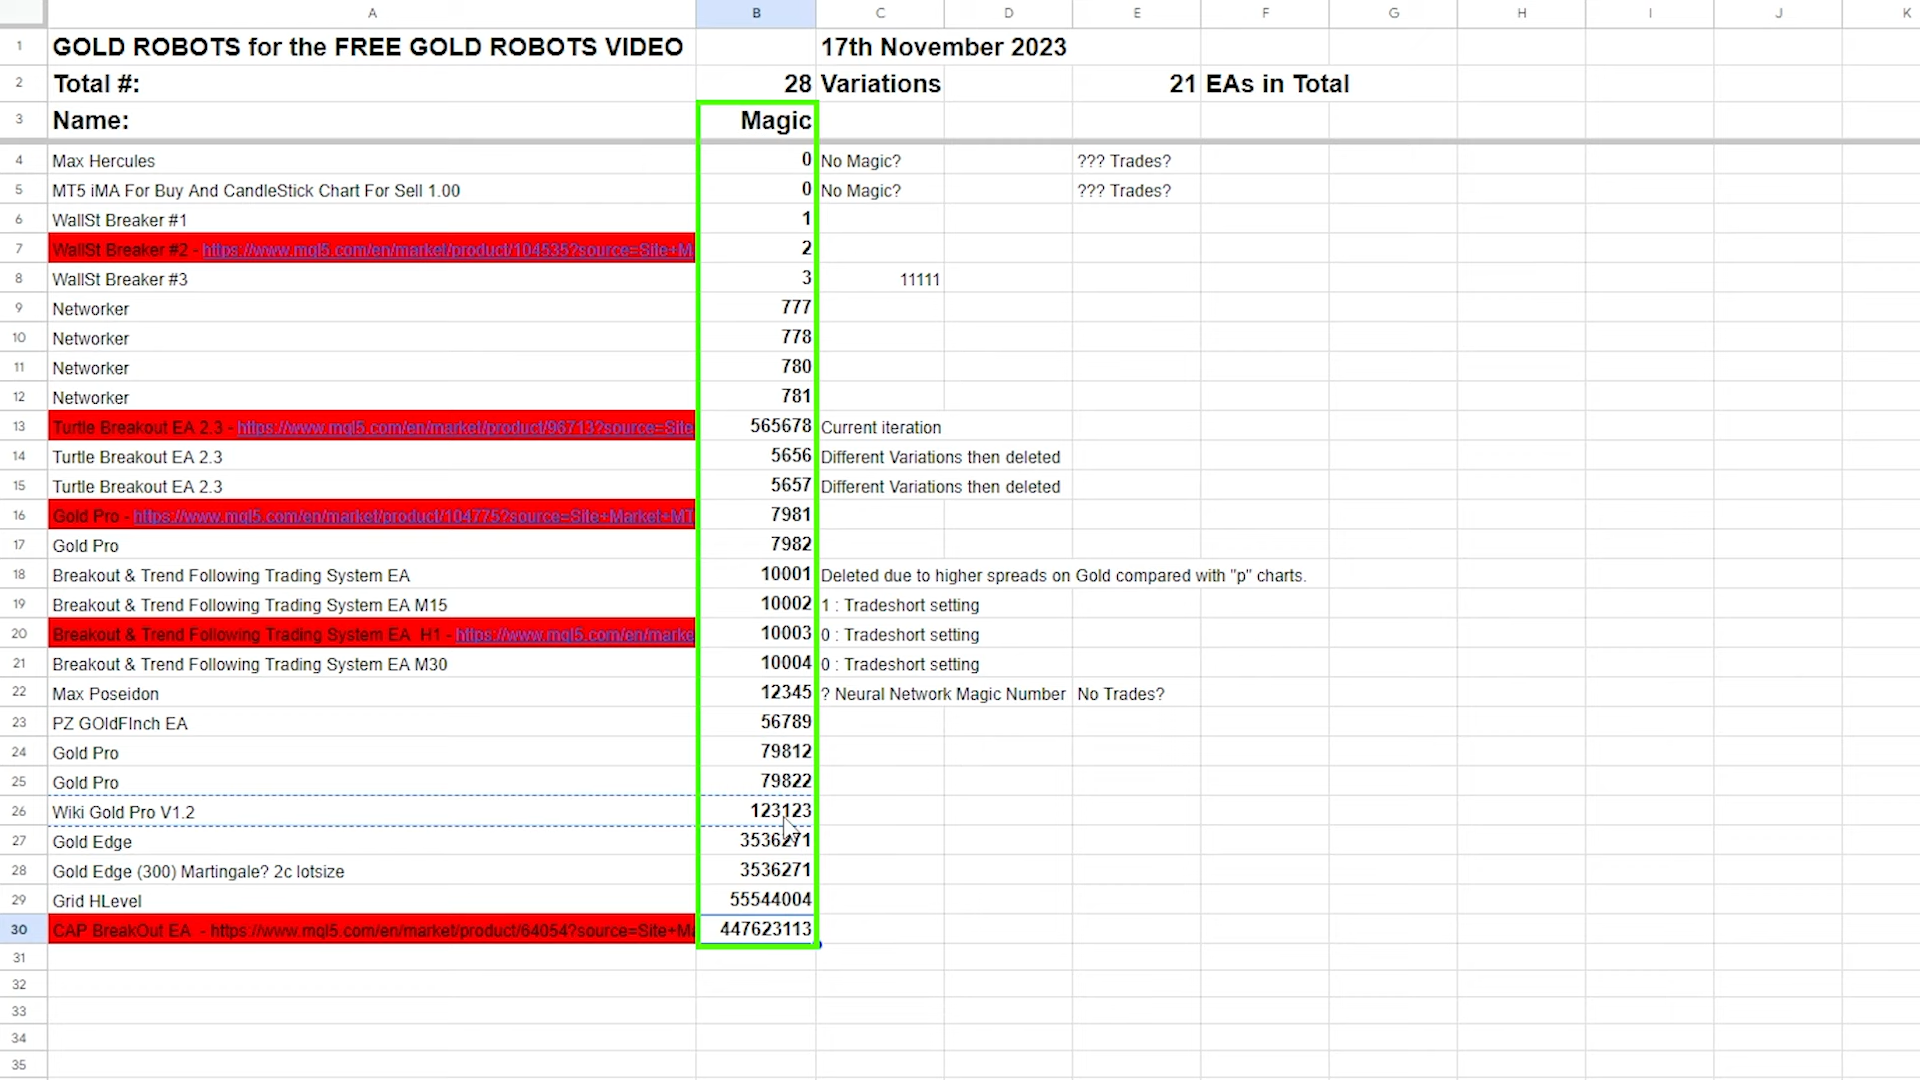 A B C D E F G H I J K
1 GOLD ROBOTS for the FREE GOLD ROBOTS VIDEO 17th November 2023
2 Total #: 28 Variations 21 EAs in Total
3 Name: Magic
4 Max Hercules 0 No Magic? ??? Trades?
5 MT5 iMA For Buy And CandleStick Chart For Sell 1.00 0 No Magic? ??? Trades?
6 WallSt Breaker #1 1
7 WallSt Breaker #2 - https://www.mql5.com/en/market/product/104535?source=Site+M 2
8 WallSt Breaker #3 3 11111
9 Networker 777
10 Networker 778
11 Networker 780
12 Networker 781
13 Turtle Breakout EA 2.3 - https://www.mql5.com/en/market/product/96713?source=Site 565678 Current iteration
14 Turtle Breakout EA 2.3 5656 Different Variations then deleted
15 Turtle Breakout EA 2.3 5657 Different Variations then deleted
16 Gold Pro - https://www.mql5.com/en/market/product/104775?source=Site+Market+MT 7981
17 Gold Pro 7982
18 Breakout & Trend Following Trading System EA 10001 Deleted due to higher spreads on Gold compared with "p" charts.
19 Breakout & Trend Following Trading System EA M15 10002 1 : Tradeshort setting
20 Breakout & Trend Following Trading System EA H1 - https://www.mql5.com/en/marke 10003 0 : Tradeshort setting
21 Breakout & Trend Following Trading System EA M30 10004 0 : Tradeshort setting
22 Max Poseidon 12345 ? Neural Network Magic Number No Trades?
23 PZ GOldFInch EA 56789
24 Gold Pro 79812
25 Gold Pro 79822
26 Wiki Gold Pro V1.2 123123
27 Gold Edge 3536271
28 Gold Edge (300) Martingale? 2c lotsize 3536271
29 Grid HLevel 55544004
30 CAP BreakOut EA - https://www.mql5.com/en/market/product/64054?source=Site+Ma 447623113
31
32
33
34
35